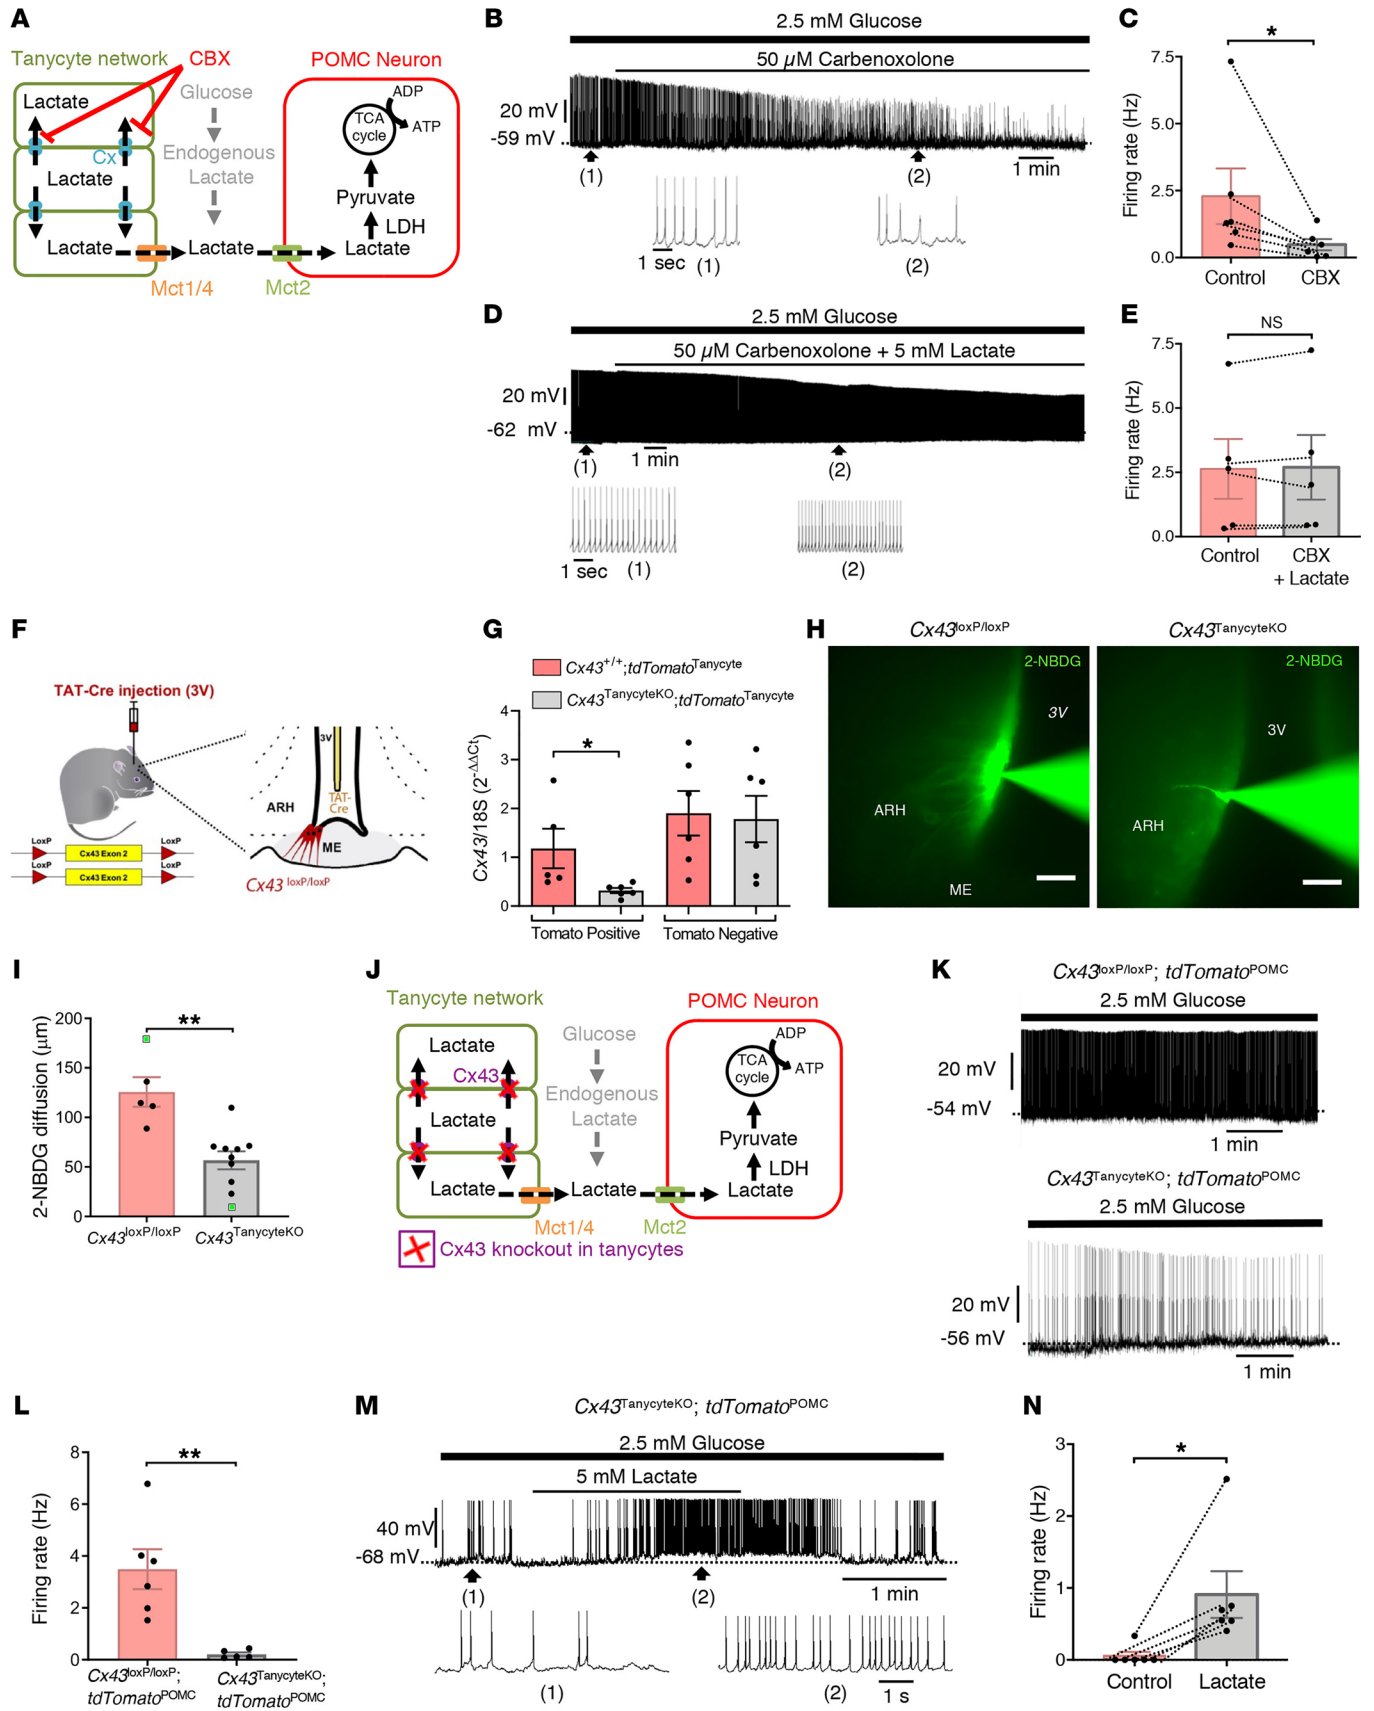 A
Tanycyte network
CBX
POMC Neuron
Lactate
Glucose
ADP
TCA
cycle
ATP
Cx
Endogenous
Lactate
Lactate
Pyruvate
LDH
Lactate
Lactate
Lactate
Mct1/4
Mct2
B
2.5 mM Glucose
50 µM Carbenoxolone
20 mV
-59 mV
(1)
(2)
1 min
1 sec
(1)
(2)
C
*
7.5
5.0
2.5
0.0
Firing rate (Hz)
Control
CBX
D
2.5 mM Glucose
50 µM Carbenoxolone + 5 mM Lactate
20 mV
-62 mV
(1)
1 min
(2)
1 sec
(1)
(2)
E
NS
7.5
5.0
2.5
0.0
Firing rate (Hz)
Control
CBX
+ Lactate
F
TAT-Cre injection (3V)
3V
TAT-
Cre
ARH
ME
LoxP
LoxP
Cx43 Exon 2
LoxP
LoxP
Cx43 Exon 2
Cx43 loxP/loxP
G
Cx43+/+;tdTomatoTanycyte
Cx43TanycyteKO;tdTomatoTanycyte
*
4
3
2
1
0
Cx43/18S (2-ΔΔCt)
Tomato Positive
Tomato Negative
H
Cx43loxP/loxP
Cx43TanycyteKO
2-NBDG
3V
ARH
ME
2-NBDG
3V
ARH
I
**
200
150
100
50
0
2-NBDG diffusion (µm)
Cx43loxP/loxP
Cx43TanycyteKO
J
Tanycyte network
POMC Neuron
Lactate
Glucose
ADP
TCA
cycle
ATP
Cx43
Endogenous
Lactate
Lactate
Pyruvate
LDH
Lactate
Lactate
Lactate
Mct1/4
Mct2
Cx43 knockout in tanycytes
K
Cx43loxP/loxP; tdTomatoPOMC
2.5 mM Glucose
20 mV
-54 mV
1 min
Cx43TanycyteKO; tdTomatoPOMC
2.5 mM Glucose
20 mV
-56 mV
1 min
L
**
8
6
4
2
0
Firing rate (Hz)
Cx43loxP/loxP;
tdTomatoPOMC
Cx43TanycyteKO;
tdTomatoPOMC
M
Cx43TanycyteKO; tdTomatoPOMC
2.5 mM Glucose
5 mM Lactate
40 mV
-68 mV
(1)
(2)
1 min
(1)
(2)
1 s
N
*
3
2
1
0
Firing rate (Hz)
Control
Lactate